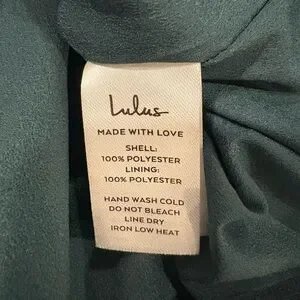 Lulus
MADE WITH LOVE
SHELL:
100% POLYESTER
LINING:
100% POLYESTER
HAND WASH COLD
DO NOT BLEACH
LINE DRY
IRON LOW HEAT